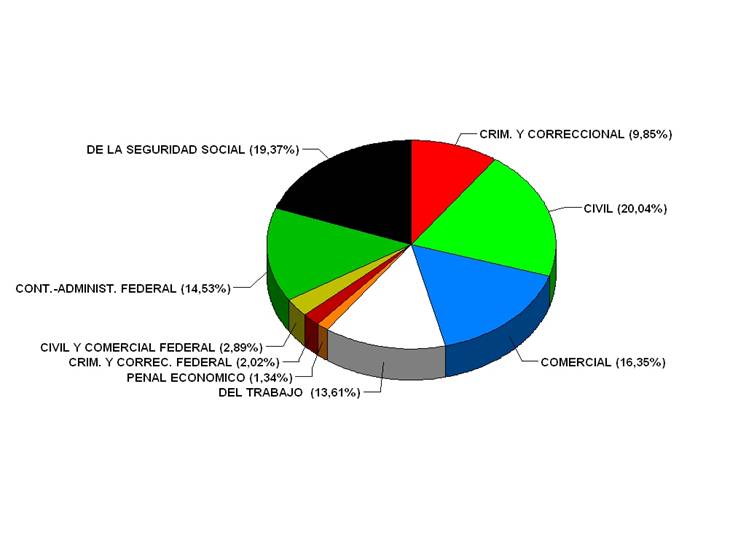 CRIM. Y CORRECCIONAL (9,85%)
DE LA SEGURIDAD SOCIAL (19,37%)
CIVIL (20,04%)
CONT.-ADMINIST. FEDERAL (14,53%)
CIVIL Y COMERCIAL FEDERAL (2,89%)
CRIM. Y CORREC. FEDERAL (2,02%)
COMERCIAL (16,35%)
PENAL ECONOMICO (1,34%)
DEL TRABAJO (13,61%)